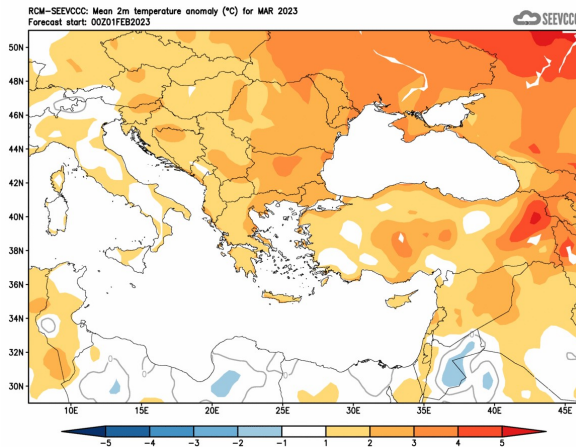 RCM-SEEVCCC: Mean 2m temperature anomaly (°C) for MAR 2023
Forecast start: 00Z01FEB2023
SEEVCCC
50N
48N
46N
44N
42N
40N
38N
36N
34N
32N
30N
10E 15E 20E 25E 30E 35E 40E 45E
-5 -4 -3 -2 -1 1 2 3 4 5